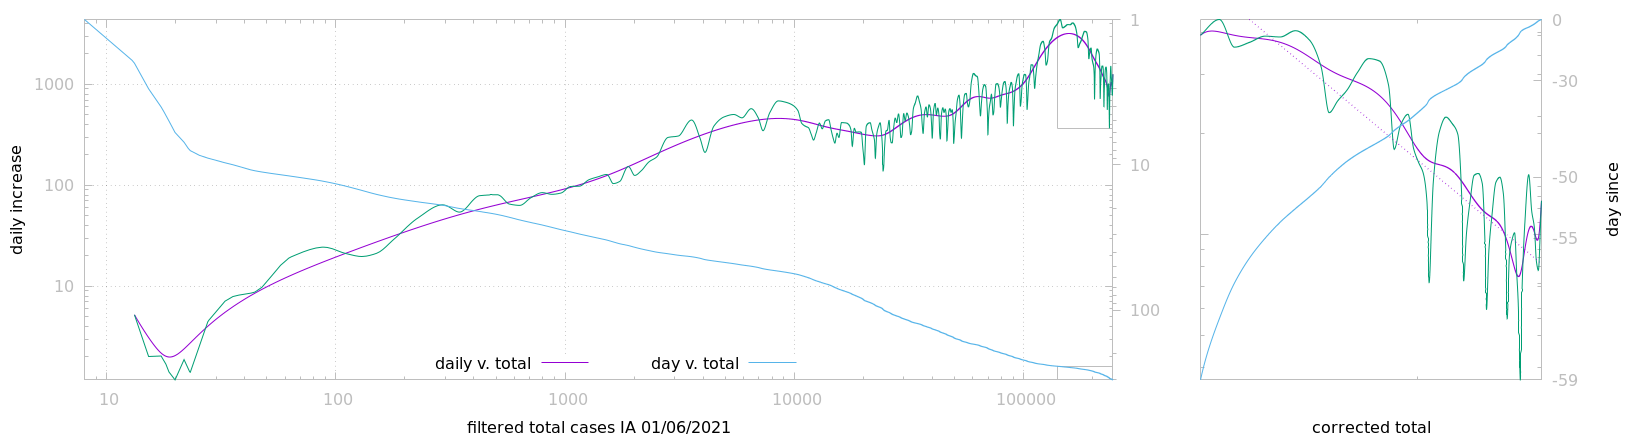 1000
100
10
daily increase
10
100
1000
10000
100000
1
10
100
daily v. total
day v. total
filtered total cases IA 01/06/2021
0
-30
-50
-55
-59
day since
corrected total